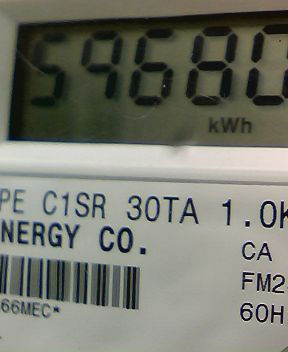 59680
kWh
PE C1SR 30TA 1.0K
NERGY CO.
CA
FM2
66MEC*
60H